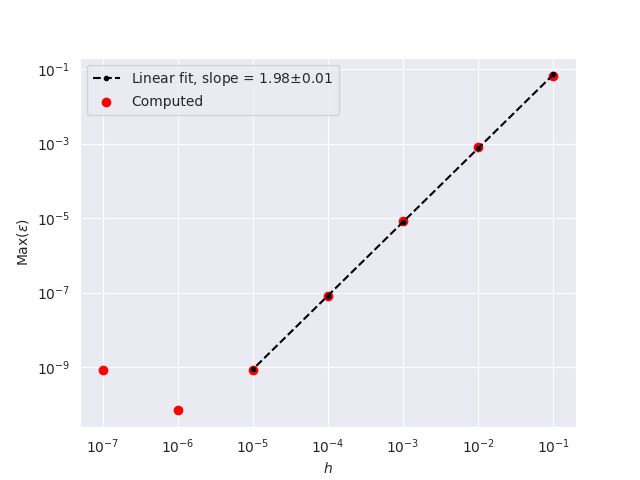 Linear fit, slope = 1.98±0.01
Computed
10⁻¹
10⁻³
10⁻⁵
10⁻⁷
10⁻⁹
Max(ε)
10⁻⁷ 10⁻⁶ 10⁻⁵ 10⁻⁴ 10⁻³ 10⁻² 10⁻¹
h